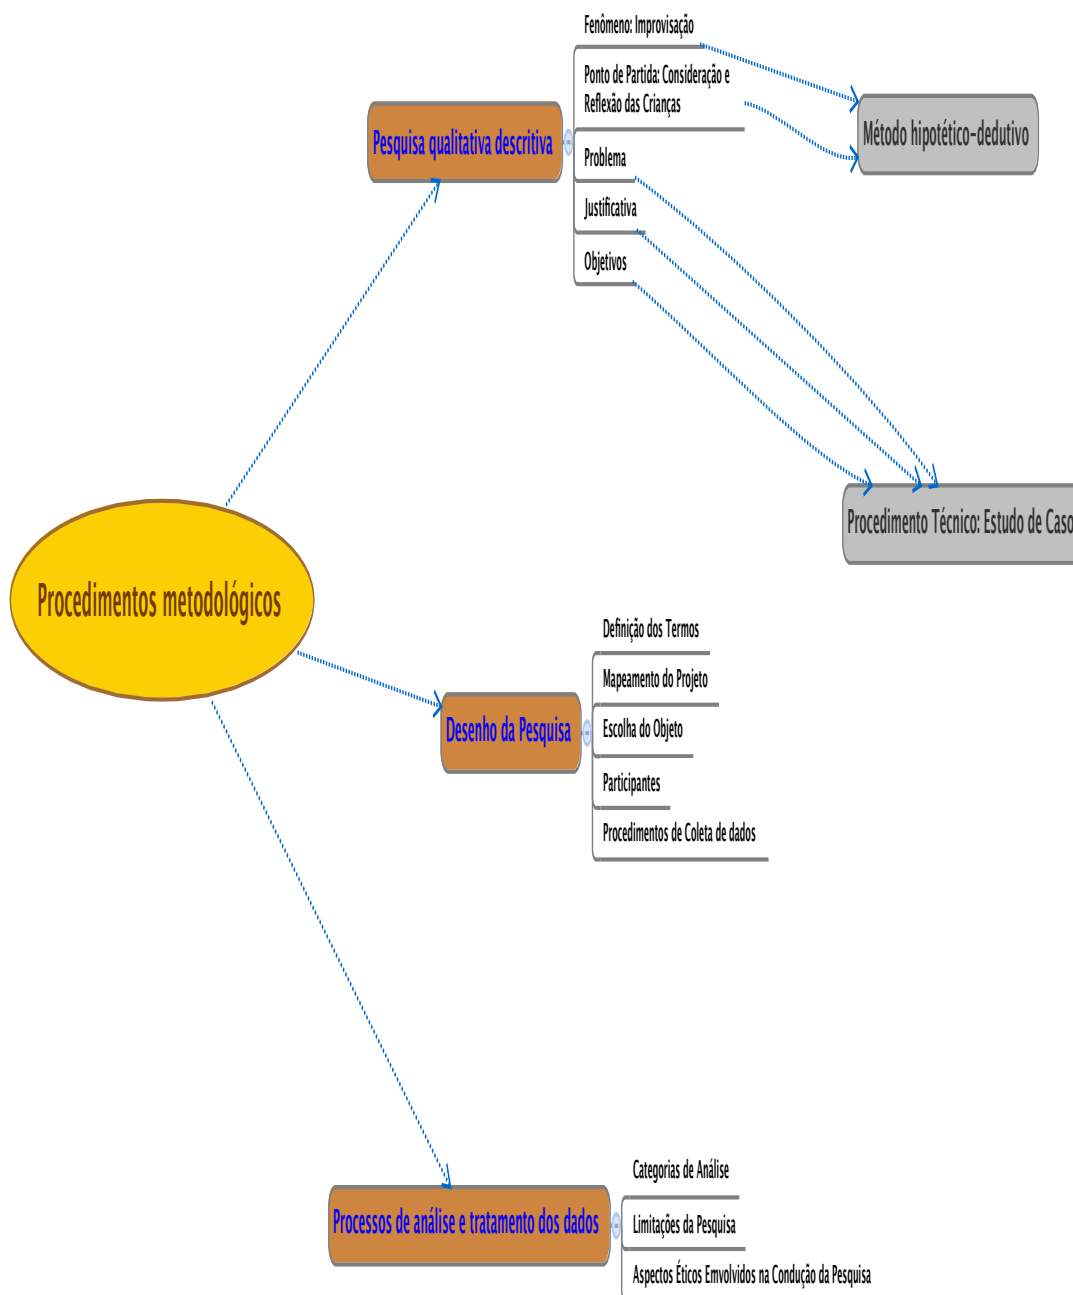 Fenômeno: Improvisação
Ponto de Partida: Consideração e
Reflexão das Crianças
Pesquisa qualitativa descritiva
Método hipotético-dedutivo
Problema
Justificativa
Objetivos
Procedimento Técnico: Estudo de Caso
Procedimentos metodológicos
Definição dos Termos
Mapeamento do Projeto
Escolha do Objeto
Desenho da Pesquisa
Participantes
Procedimentos de Coleta de dados
Categorias de Análise
Processos de análise e tratamento dos dados
Limitações da Pesquisa
Aspectos Éticos Emvolvidos na Condução da Pesquisa